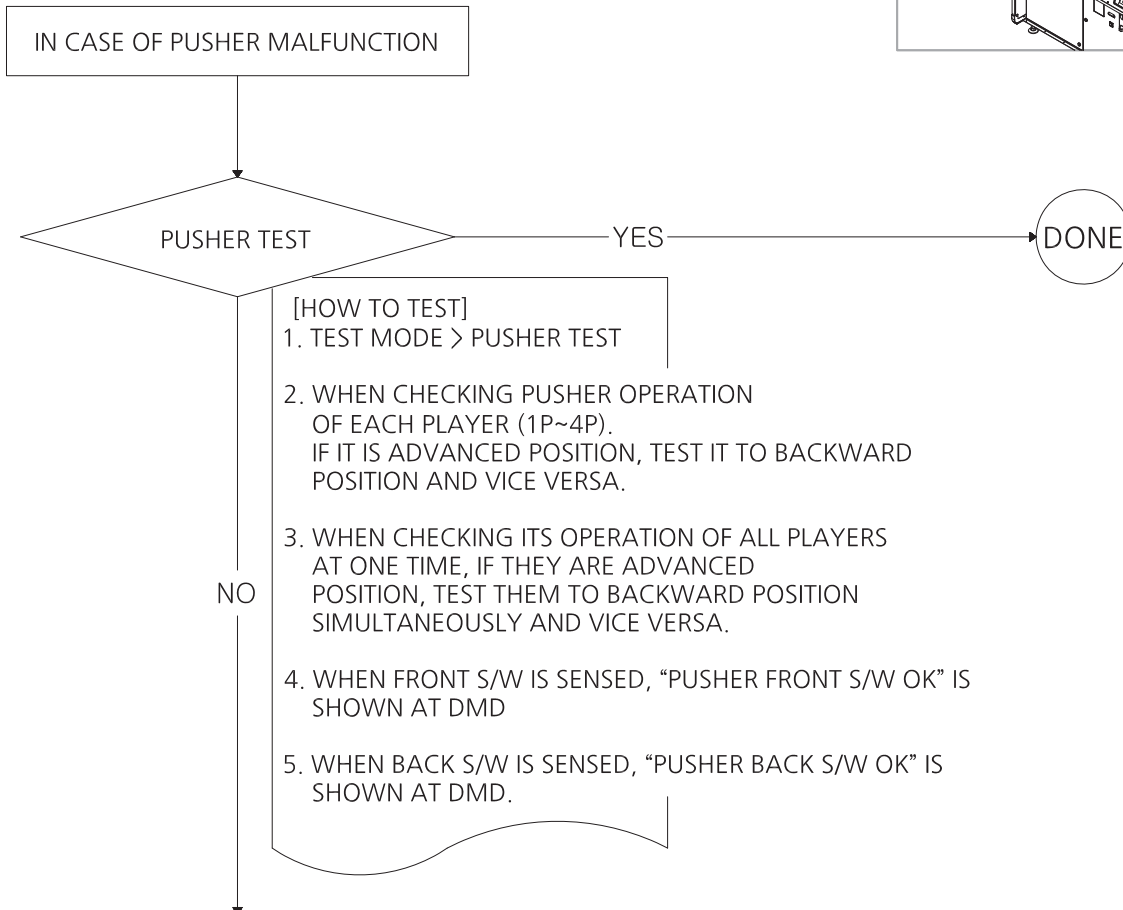 IN CASE OF PUSHER MALFUNCTION
PUSHER TEST
YES
DONE
[HOW TO TEST]
1. TEST MODE > PUSHER TEST
2. WHEN CHECKING PUSHER OPERATION
OF EACH PLAYER (1P~4P).
IF IT IS ADVANCED POSITION, TEST IT TO BACKWARD
POSITION AND VICE VERSA.
3. WHEN CHECKING ITS OPERATION OF ALL PLAYERS
AT ONE TIME, IF THEY ARE ADVANCED
POSITION, TEST THEM TO BACKWARD POSITION
SIMULTANEOUSLY AND VICE VERSA.
NO
4. WHEN FRONT S/W IS SENSED, “PUSHER FRONT S/W OK” IS
SHOWN AT DMD
5. WHEN BACK S/W IS SENSED, “PUSHER BACK S/W OK” IS
SHOWN AT DMD.